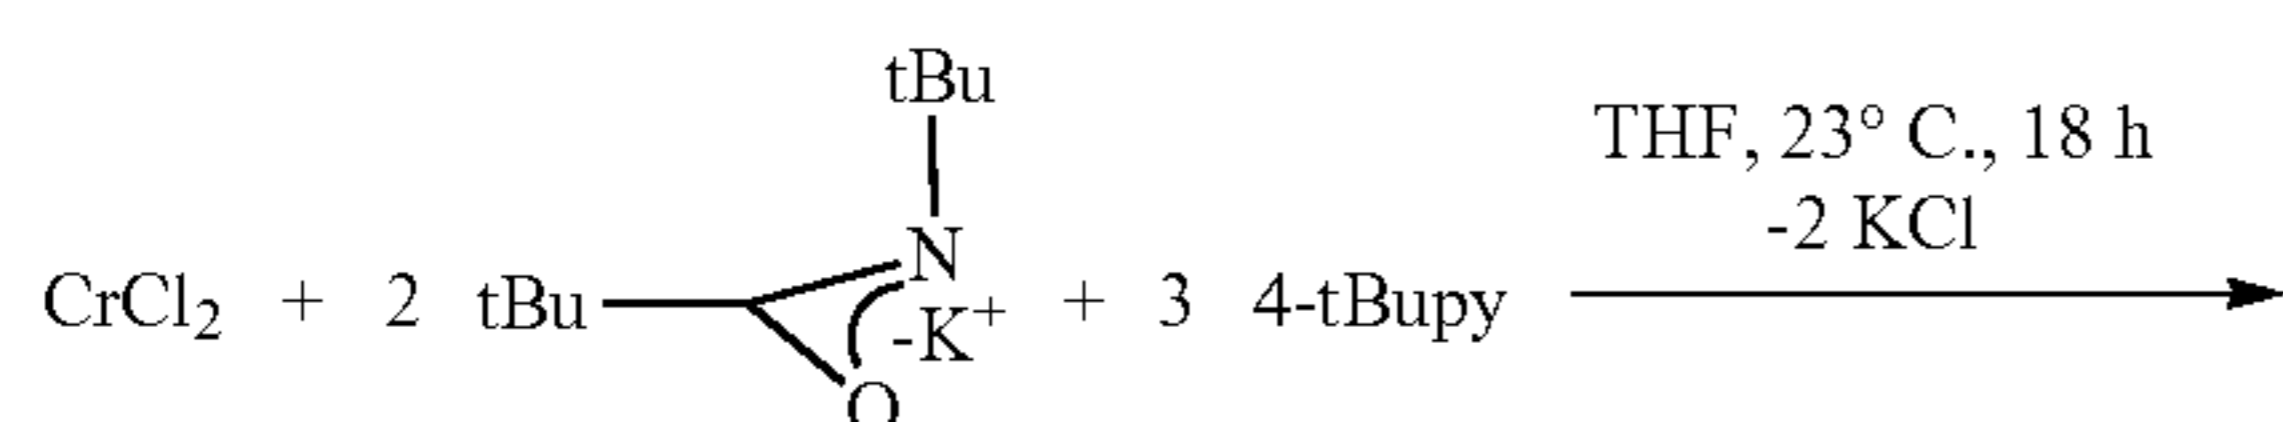 tBu
THF, 23° C., 18 h
-2 KCl
N
CrCl₂ + 2 tBu -K⁺ + 3 4-tBupy
O